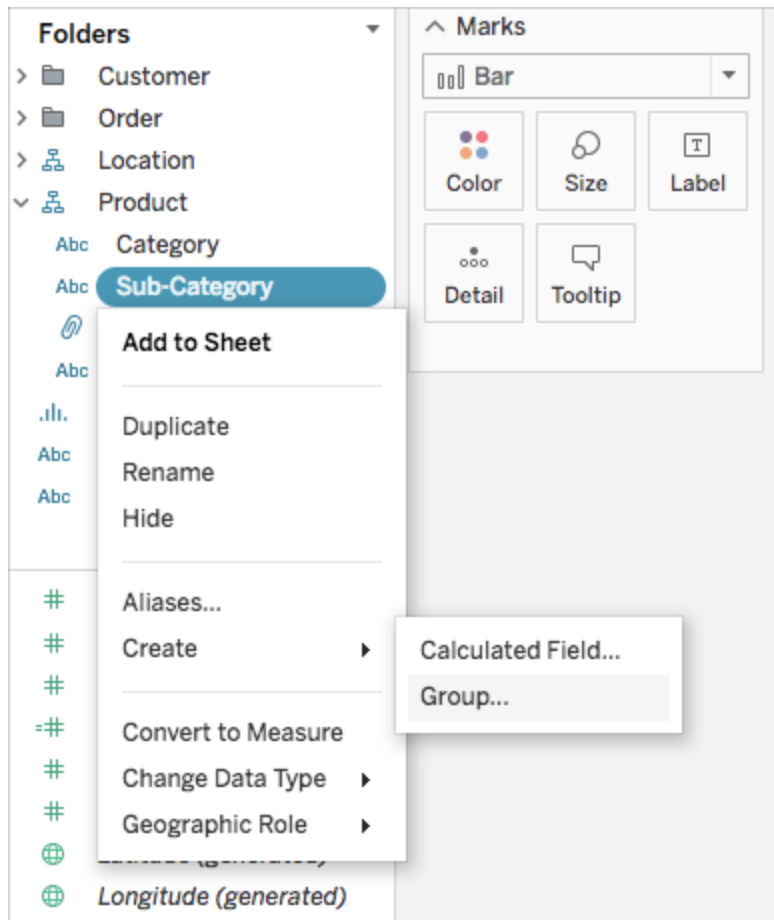 Folders
Customer
Order
Location
Product
Abc Category
Abc Sub-Category
Abc
Abc
Abc
Longitude (generated)
Add to Sheet
Duplicate
Rename
Hide
Aliases...
Create
Convert to Measure
Change Data Type
Geographic Role
Calculated Field...
Group...
Marks
Bar
Color
Size
T
Label
Detail
Tooltip